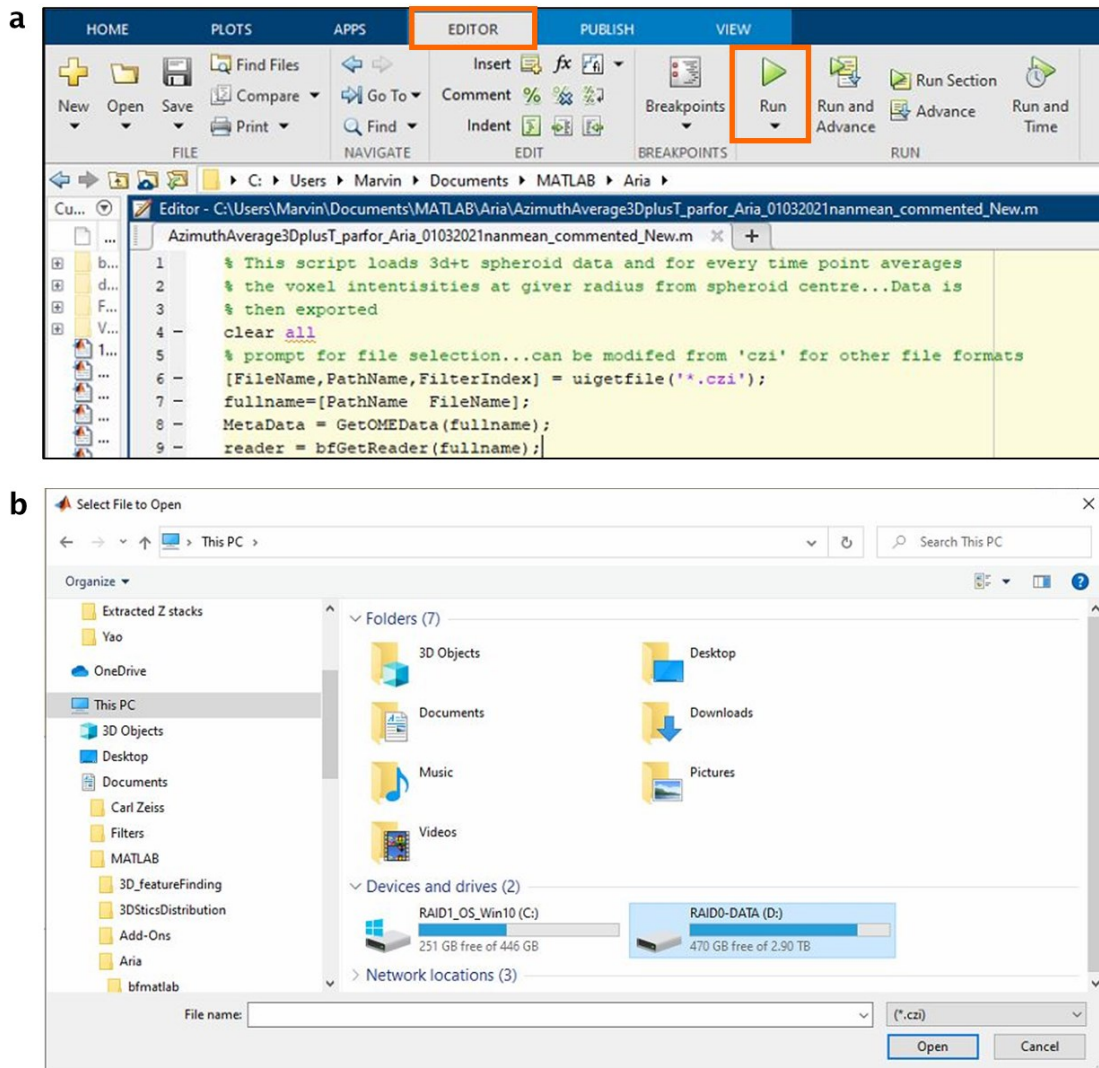 a
HOME PLOTS APPS EDITOR PUBLISH VIEW
New Open Save Find Files Compare Print FILE
Go To Find NAVIGATE
Insert fx Comment % Indent EDIT
Breakpoints BREAKPOINTS
Run Run and Advance Run Section Advance Run and Time RUN
C: Users Marvin Documents MATLAB Aria
Cu... Editor - C:\Users\Marvin\Documents\MATLAB\Aria\AzimuthAverage3DplusT_parfor_Aria_01032021nanmean_commented_New.m
... AzimuthAverage3DplusT_parfor_Aria_01032021nanmean_commented_New.m × +
b... 1 % This script loads 3d+t spheroid data and for every time point averages
d... 2 % the voxel intentisities at giver radius from spheroid centre...Data is
F... 3 % then exported
V... 4 - clear all
1... 5 % prompt for file selection...can be modifed from 'czi' for other file formats
... 6 - [FileName,PathName,FilterIndex] = uigetfile('*.czi');
... 7 - fullname=[PathName FileName];
... 8 - MetaData = GetOMEData(fullname);
... 9 - reader = bfGetReader(fullname);
b
Select File to Open
This PC
Search This PC
Organize
Extracted Z stacks
Yao
OneDrive
This PC
3D Objects
Desktop
Documents
Carl Zeiss
Filters
MATLAB
3D_featureFinding
3DSticsDistribution
Add-Ons
Aria
bfmatlab
Folders (7)
3D Objects Desktop
Documents Downloads
Music Pictures
Videos
Devices and drives (2)
RAID1_OS_Win10 (C:) RAID0-DATA (D:)
251 GB free of 446 GB 470 GB free of 2.90 TB
Network locations (3)
File name: (*.czi)
Open Cancel